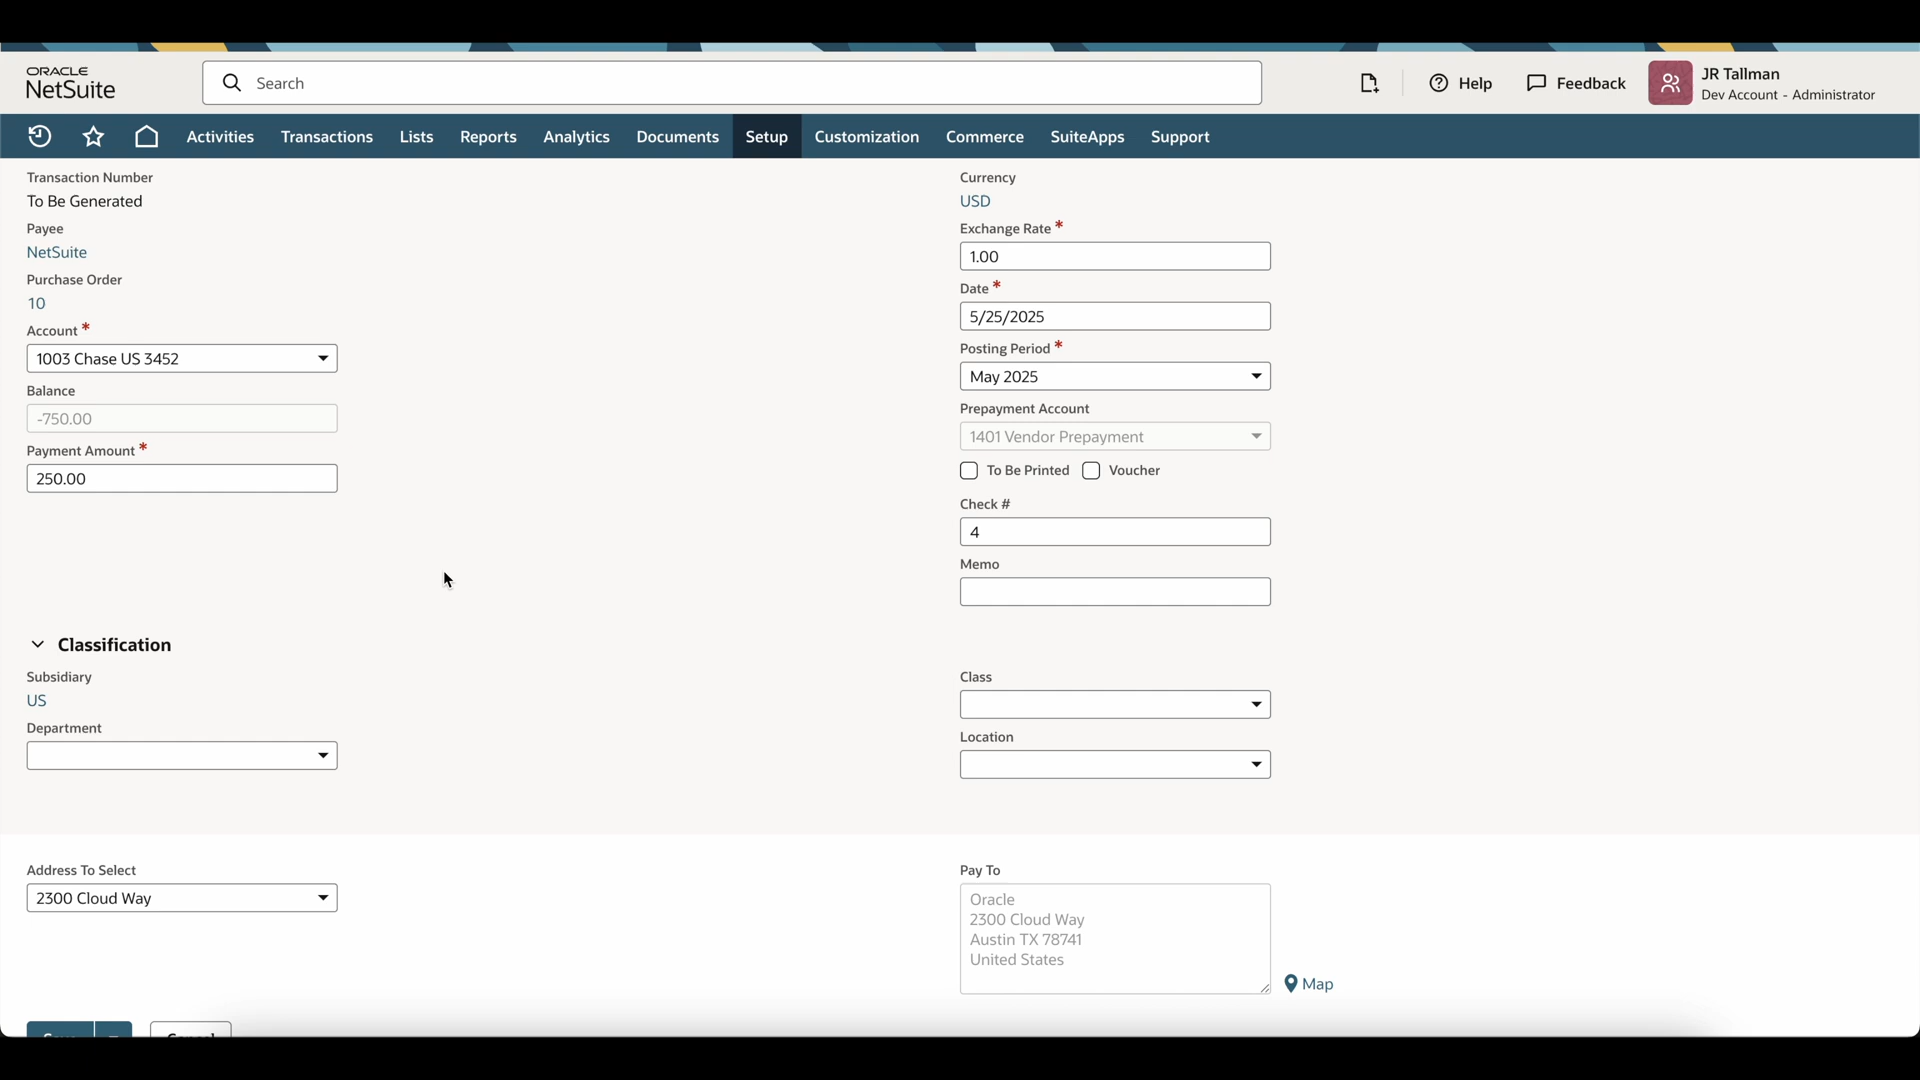 ORACLE
NetSuite
Search
Help
Feedback
JR Tallman
Dev Account - Administrator
Activities
Transactions
Lists
Reports
Analytics
Documents
Setup
Customization
Commerce
SuiteApps
Support
Transaction Number
To Be Generated
Payee
NetSuite
Purchase Order
10
Account *
1003 Chase US 3452
Balance
-750.00
Payment Amount *
250.00
Currency
USD
Exchange Rate *
1.00
Date *
5/25/2025
Posting Period *
May 2025
Prepayment Account
1401 Vendor Prepayment
To Be Printed
Voucher
Check #
4
Memo
Classification
Subsidiary
US
Department
Class
Location
Address To Select
2300 Cloud Way
Pay To
Oracle
2300 Cloud Way
Austin TX 78741
United States
Map